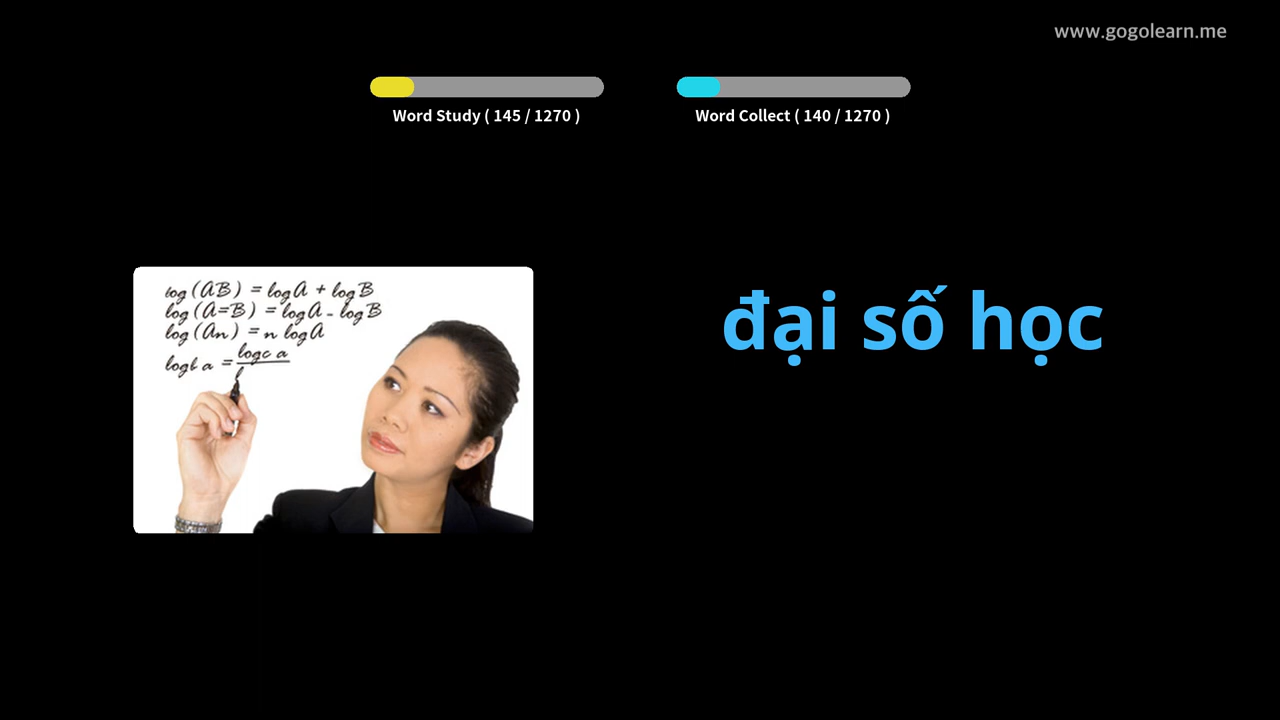 www.gogolearn.me
Word Study ( 145 / 1270 )
Word Collect ( 140 / 1270 )
log (AB) = log A + log B
log (A=B) = log A - log B
log (An) = n log A
logb a = logc a
đại số học